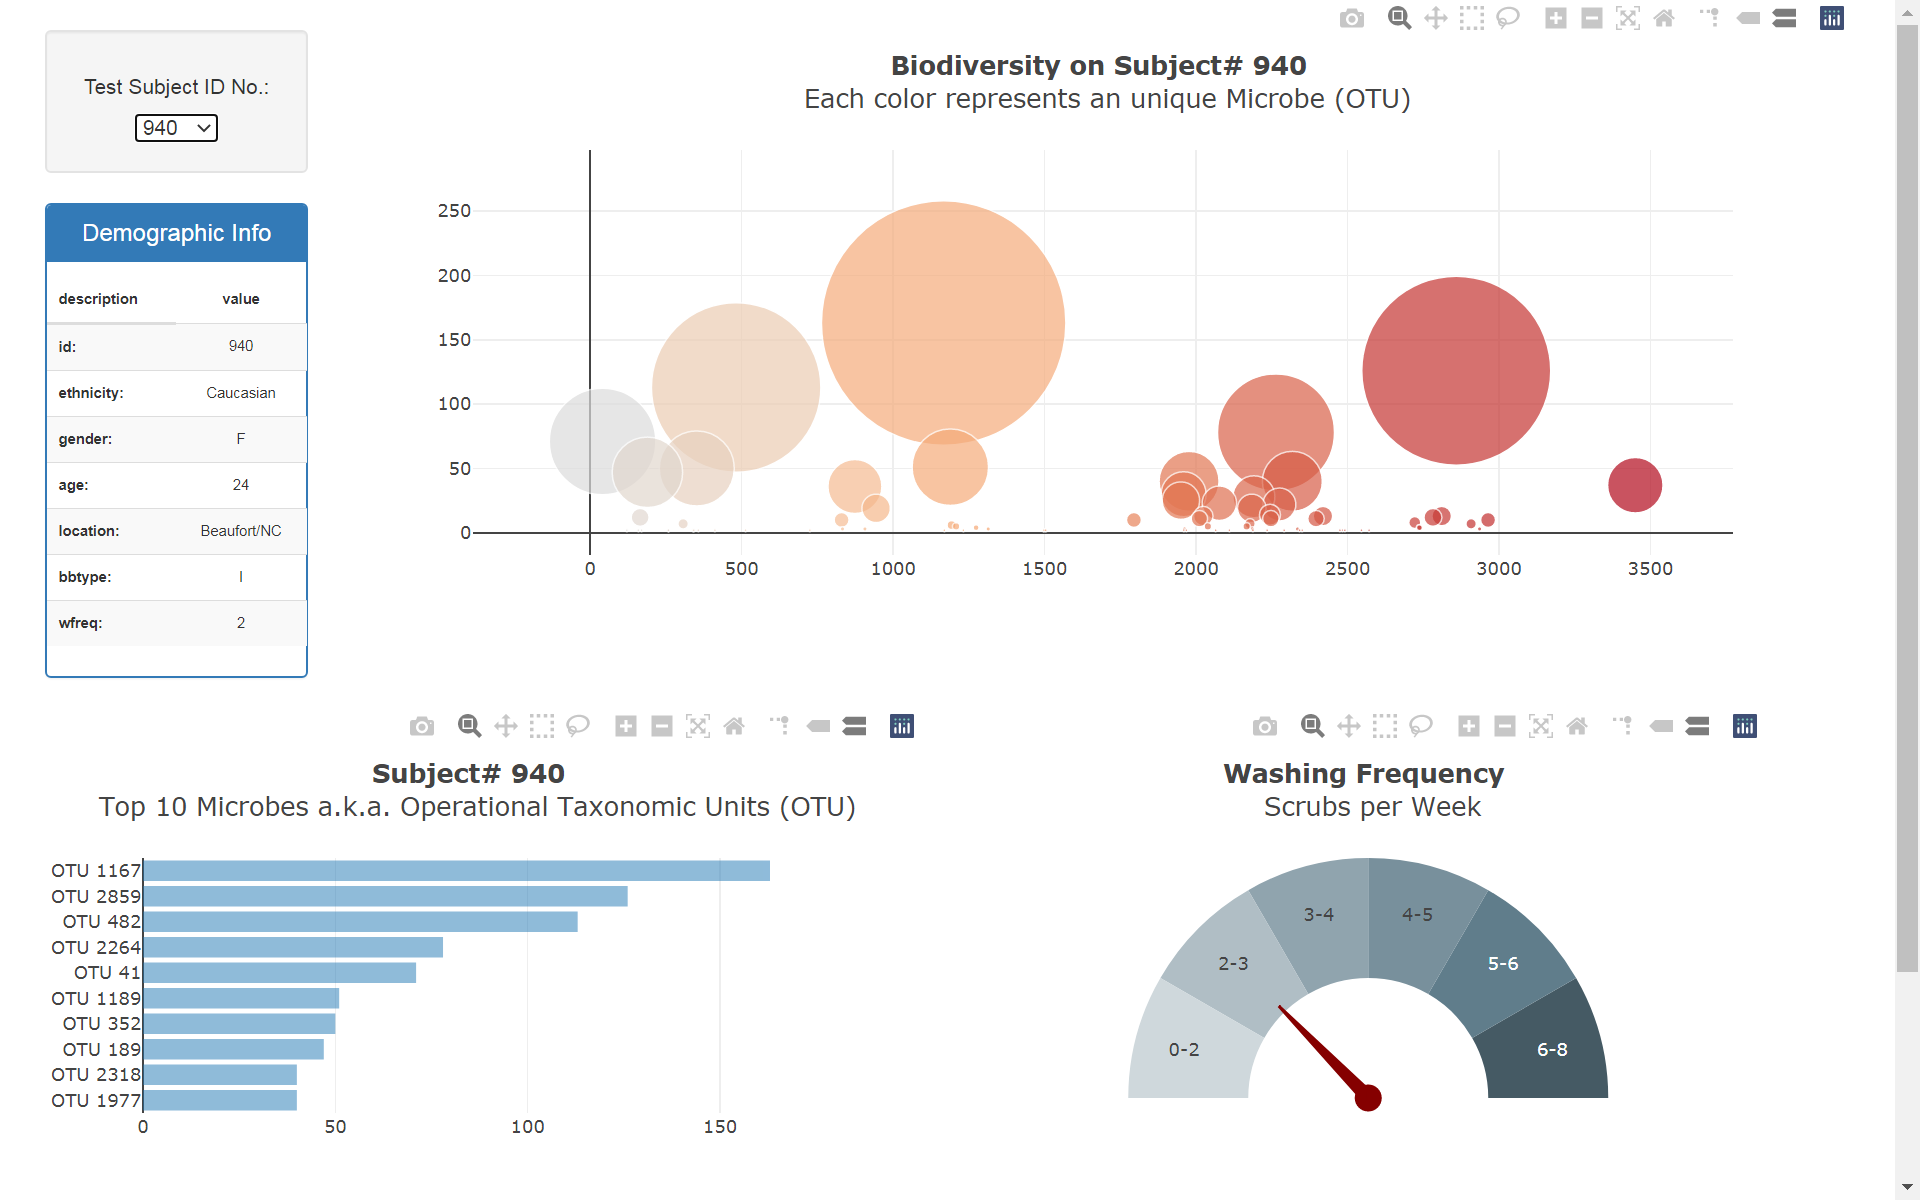 Test Subject ID No.:
940
Demographic Info
description value
id: 940
ethnicity: Caucasian
gender: F
age: 24
location: Beaufort/NC
bbtype: I
wfreq: 2
Biodiversity on Subject# 940
Each color represents an unique Microbe (OTU)
250
200
150
100
50
0
0 500 1000 1500 2000 2500 3000 3500
Subject# 940
Top 10 Microbes a.k.a. Operational Taxonomic Units (OTU)
OTU 1167
OTU 2859
OTU 482
OTU 2264
OTU 41
OTU 1189
OTU 352
OTU 189
OTU 2318
OTU 1977
0 50 100 150
Washing Frequency
Scrubs per Week
0-2
2-3
3-4
4-5
5-6
6-8